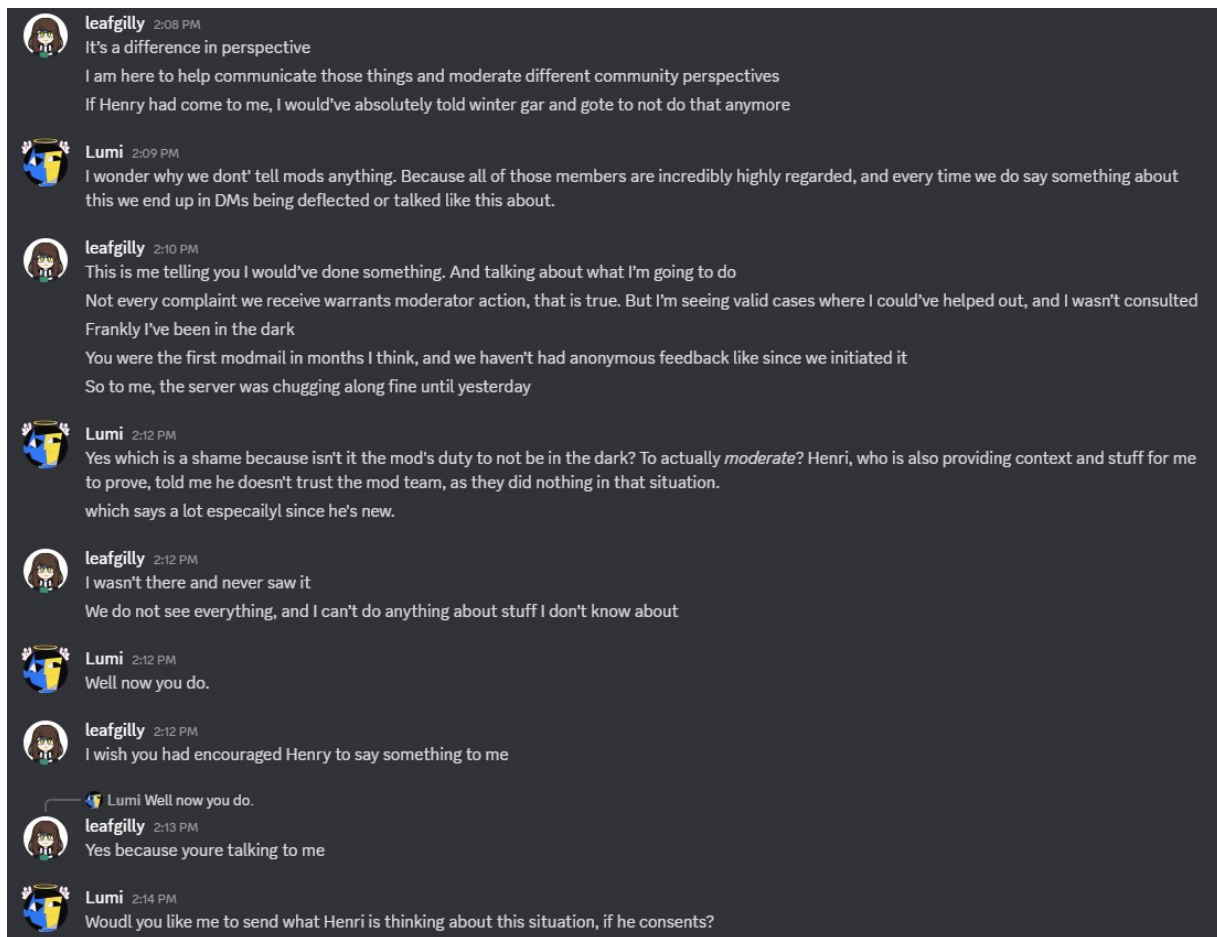 leafgilly 2:08 PM
It's a difference in perspective
I am here to help communicate those things and moderate different community perspectives
If Henry had come to me, I would've absolutely told winter gar and gote to not do that anymore
Lumi 2:09 PM
I wonder why we dont' tell mods anything. Because all of those members are incredibly highly regarded, and every time we do say something about
this we end up in DMs being deflected or talked like this about.
leafgilly 2:10 PM
This is me telling you I would've done something. And talking about what I'm going to do
Not every complaint we receive warrants moderator action, that is true. But I'm seeing valid cases where I could've helped out, and I wasn't consulted
Frankly I've been in the dark
You were the first modmail in months I think, and we haven't had anonymous feedback like since we initiated it
So to me, the server was chugging along fine until yesterday
Lumi 2:12 PM
Yes which is a shame because isn't it the mod's duty to not be in the dark? To actually moderate? Henri, who is also providing context and stuff for me
to prove, told me he doesn't trust the mod team, as they did nothing in that situation.
which says a lot especailyl since he's new.
leafgilly 2:12 PM
I wasn't there and never saw it
We do not see everything, and I can't do anything about stuff I don't know about
Lumi 2:12 PM
Well now you do.
leafgilly 2:12 PM
I wish you had encouraged Henry to say something to me
Lumi Well now you do.
leafgilly 2:13 PM
Yes because youre talking to me
Lumi 2:14 PM
Woudl you like me to send what Henri is thinking about this situation, if he consents?